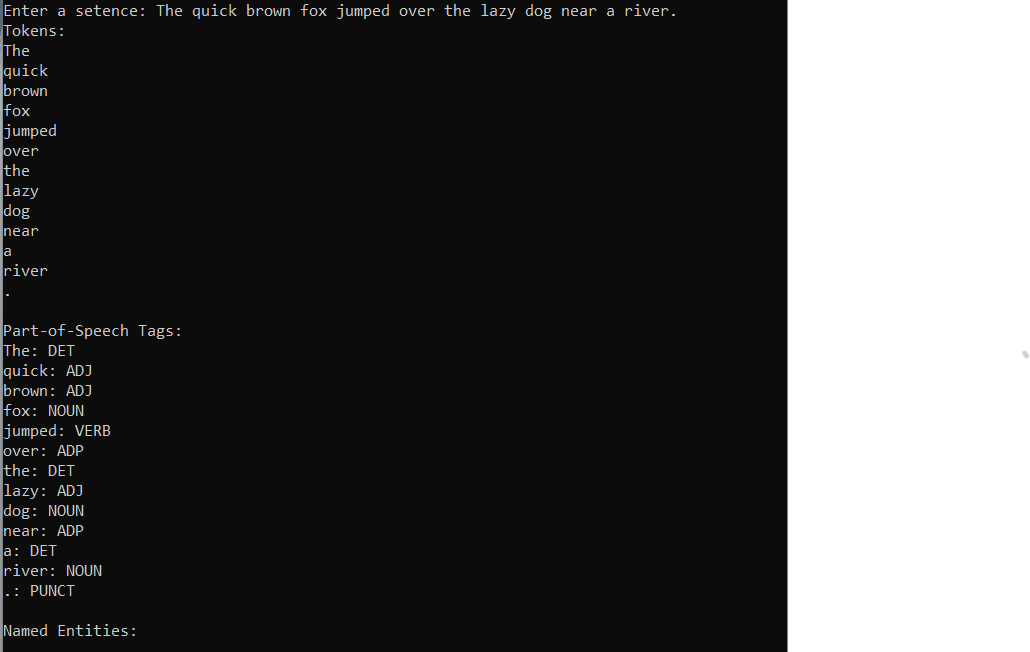 Enter a setence: The quick brown fox jumped over the lazy dog near a river.
Tokens:
The
quick
brown
fox
jumped
over
the
lazy
dog
near
a
river
.
Part-of-Speech Tags:
The: DET
quick: ADJ
brown: ADJ
fox: NOUN
jumped: VERB
over: ADP
the: DET
lazy: ADJ
dog: NOUN
near: ADP
a: DET
river: NOUN
.: PUNCT
Named Entities: